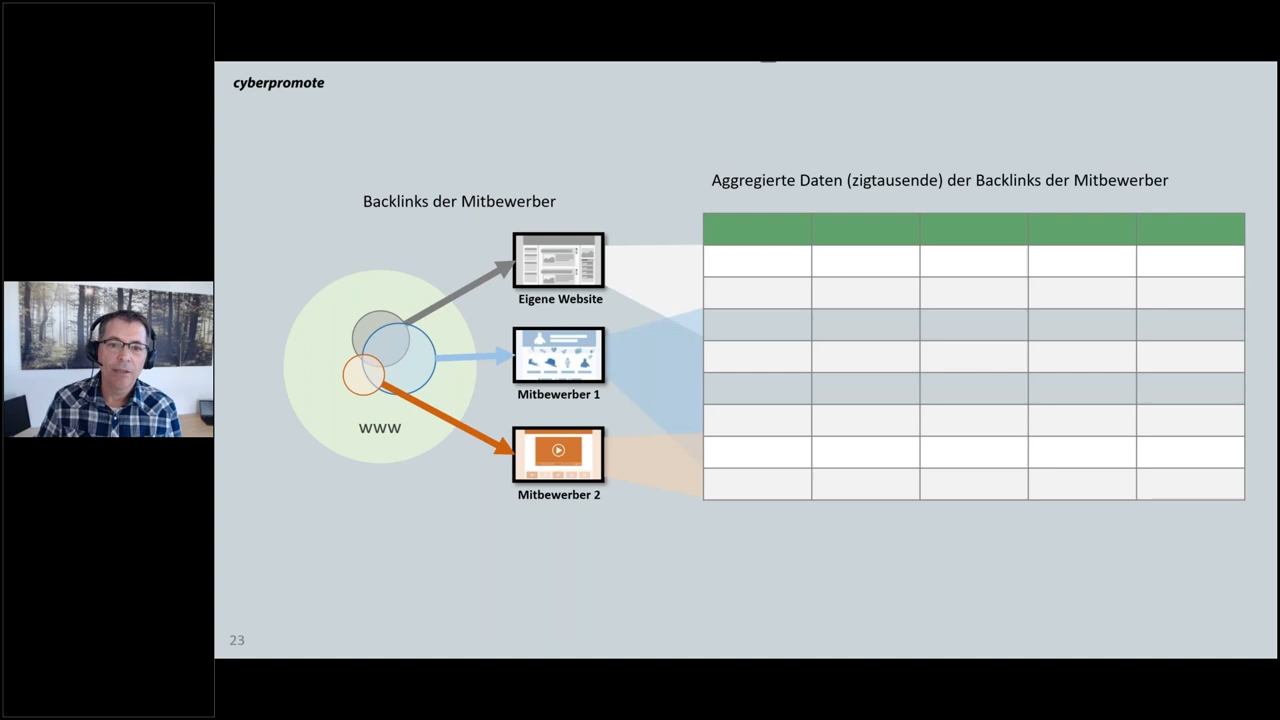 cyberpromote
Aggregierte Daten (zigtausende) der Backlinks der Mitbewerber
Backlinks der Mitbewerber
Eigene Website
Mitbewerber 1
www
Mitbewerber 2
23